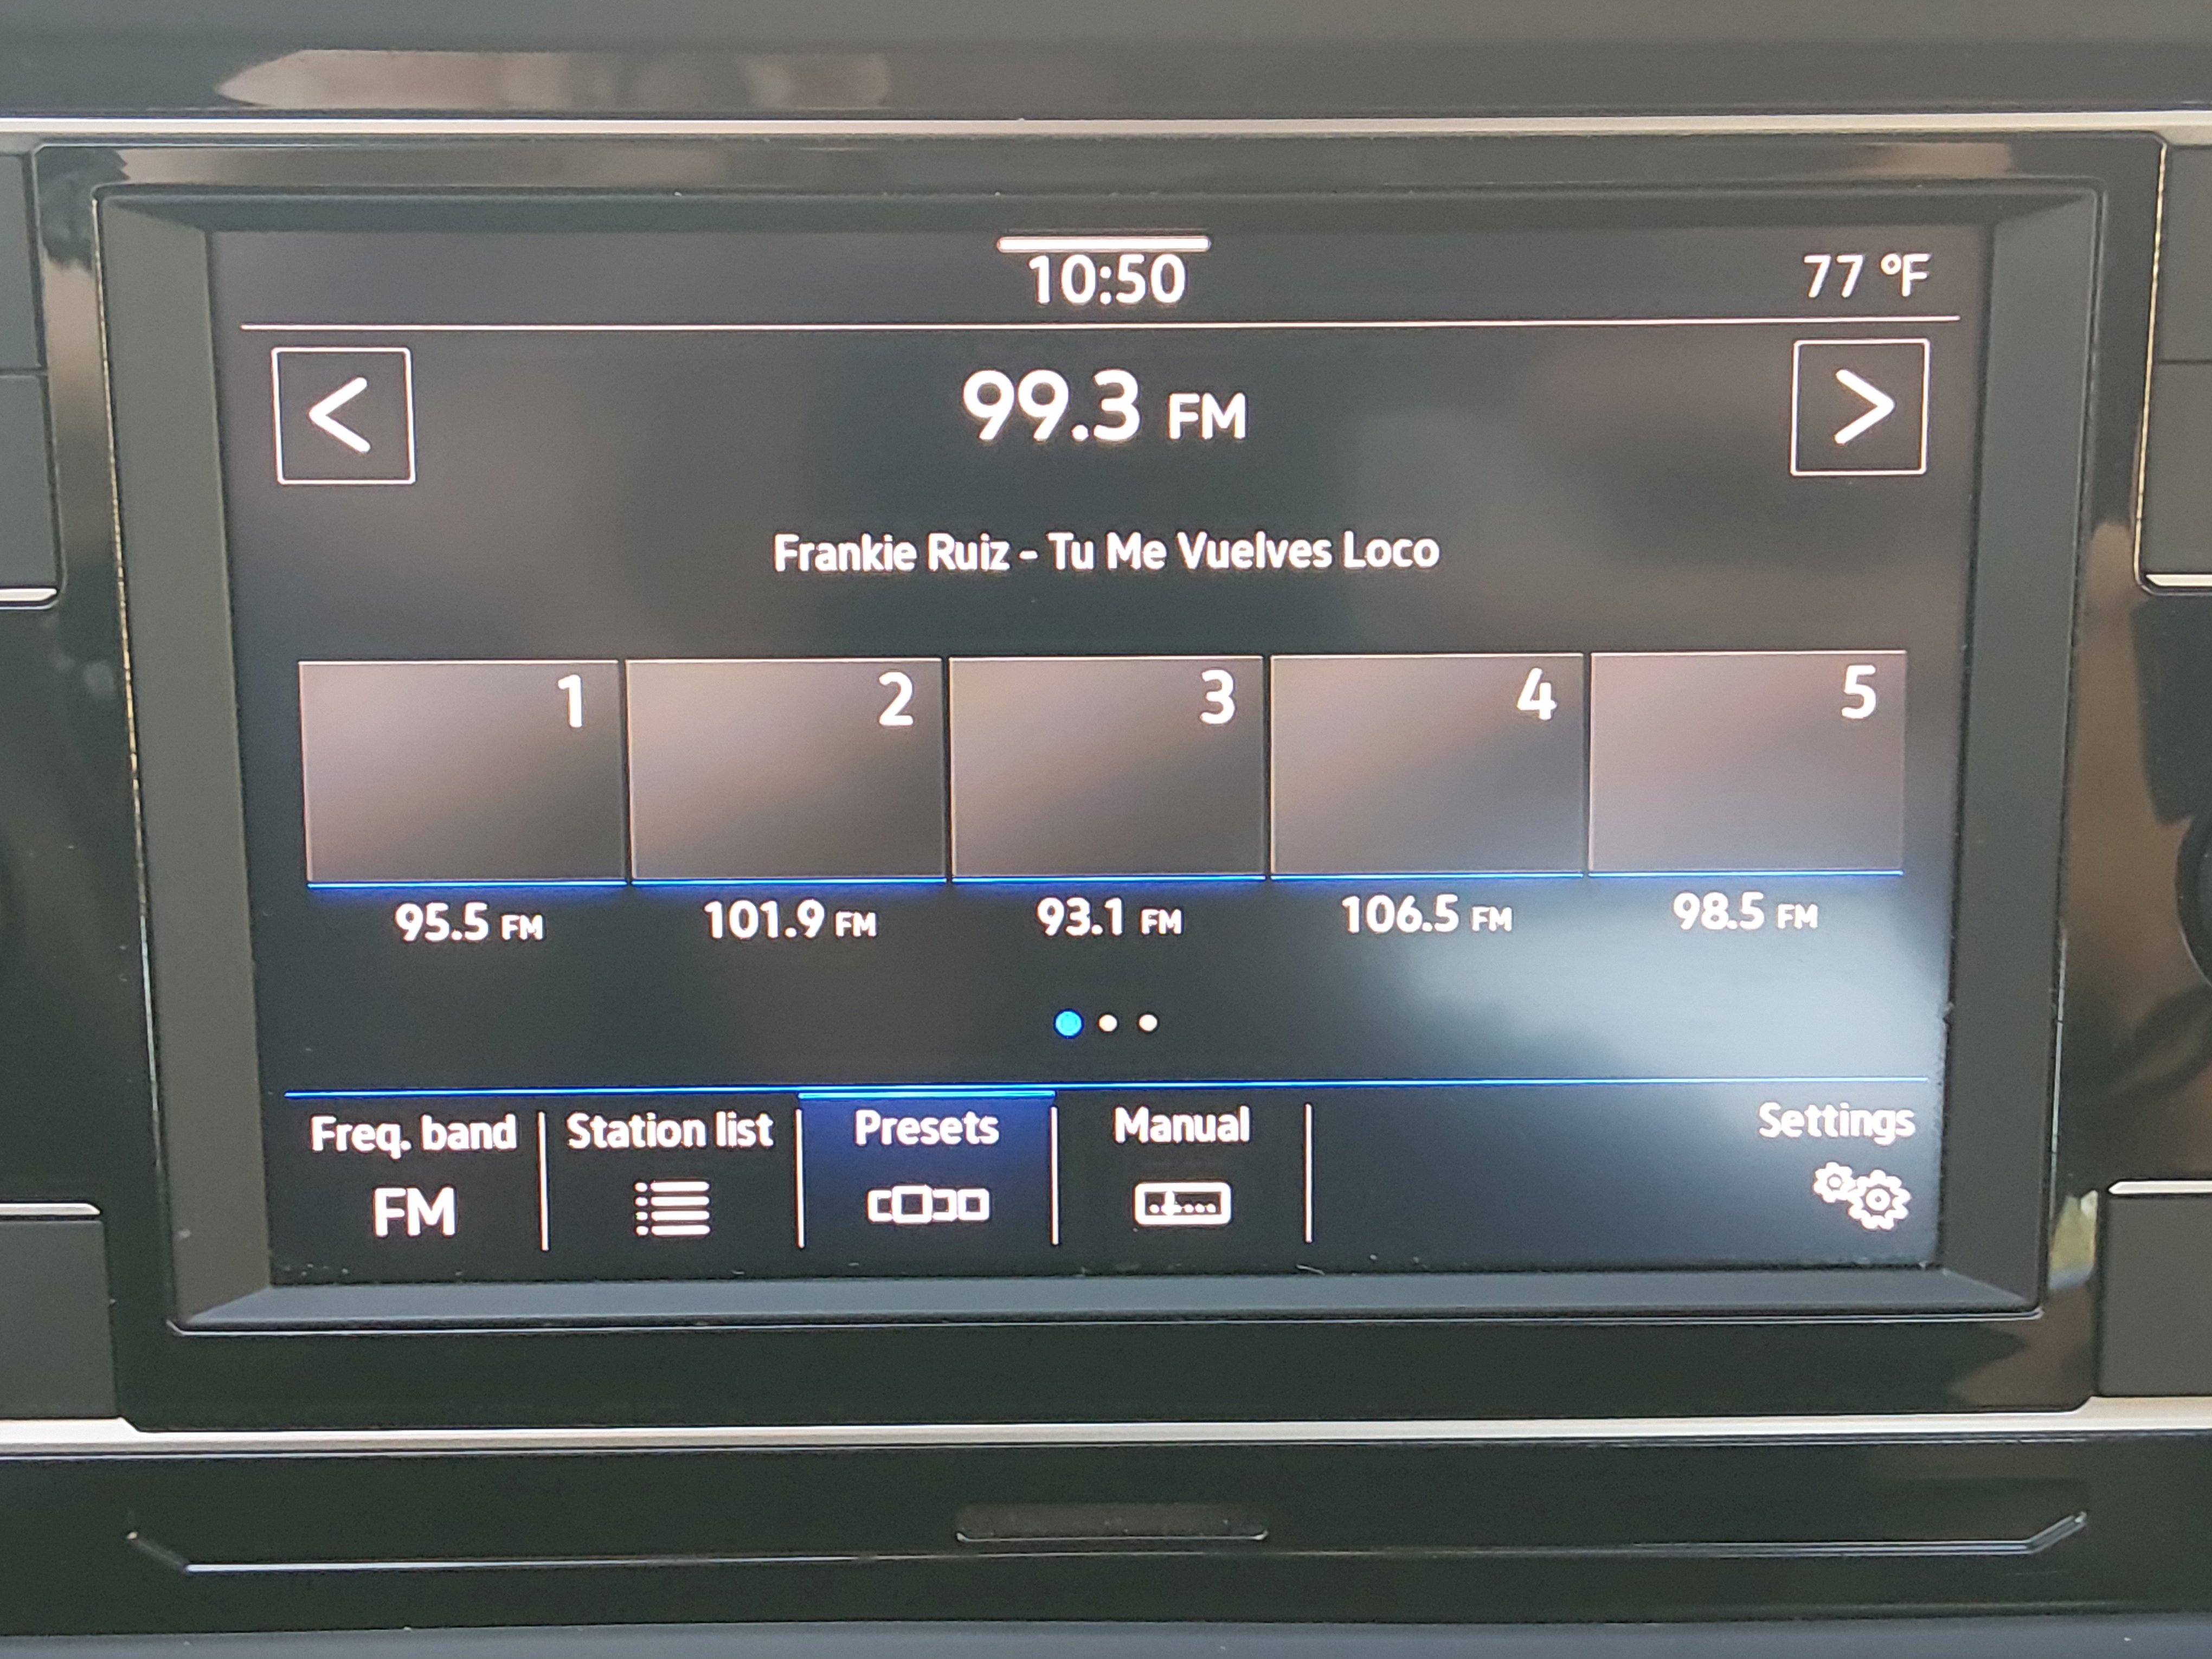 10:50
77 °F
<
99.3 FM
>
Frankie Ruiz - Tu Me Vuelves Loco
1 2 3 4 5
95.5 FM 101.9 FM 93.1 FM 106.5 FM 98.5 FM
Freq. band Station list Presets Manual Settings
FM